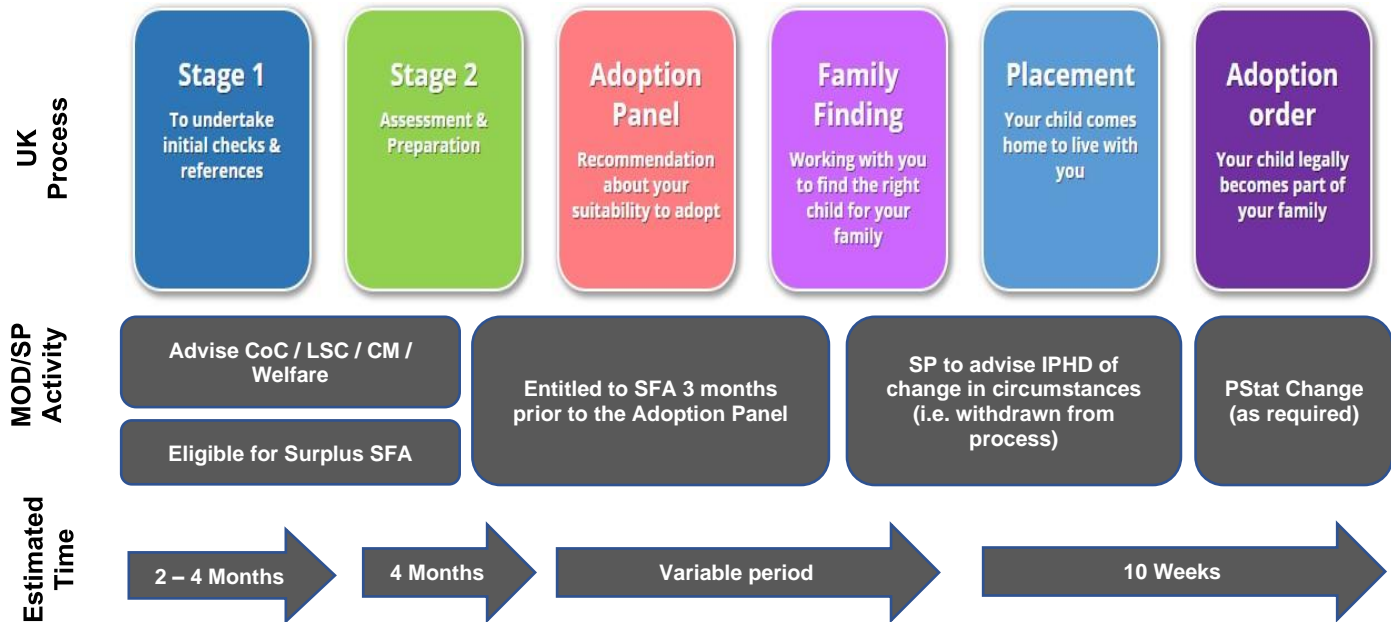 UK
Process
Stage 1
To undertake
initial checks &
references
Stage 2
Assessment &
Preparation
Adoption
Panel
Recommendation
about your
suitability to adopt
Family
Finding
Working with you
to find the right
child for your
family
Placement
Your child comes
home to live with
you
Adoption
order
Your child legally
becomes part of
your family
MOD/SP
Activity
Advise CoC / LSC / CM /
Welfare
Eligible for Surplus SFA
Entitled to SFA 3 months
prior to the Adoption Panel
SP to advise IPHD of
change in circumstances
(i.e. withdrawn from
process)
PStat Change
(as required)
Estimated
Time
2 – 4 Months
4 Months
Variable period
10 Weeks